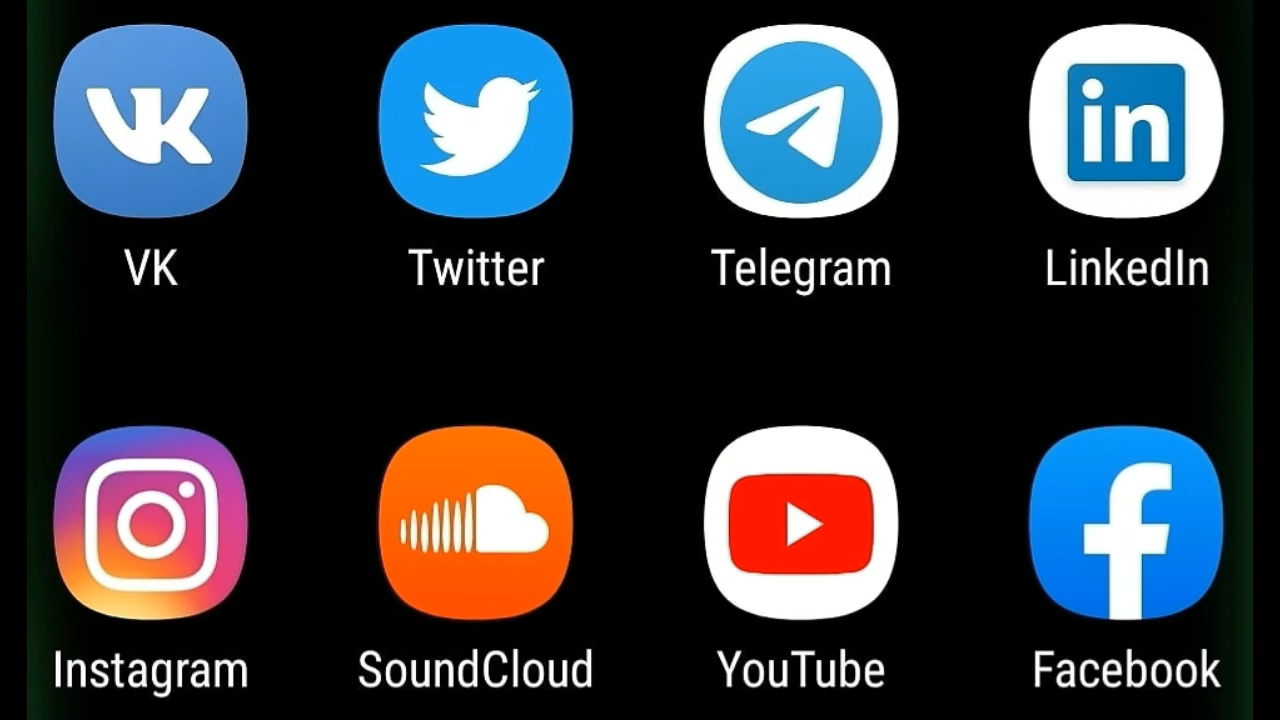 VK
Twitter
Telegram
LinkedIn
Instagram
SoundCloud
YouTube
Facebook